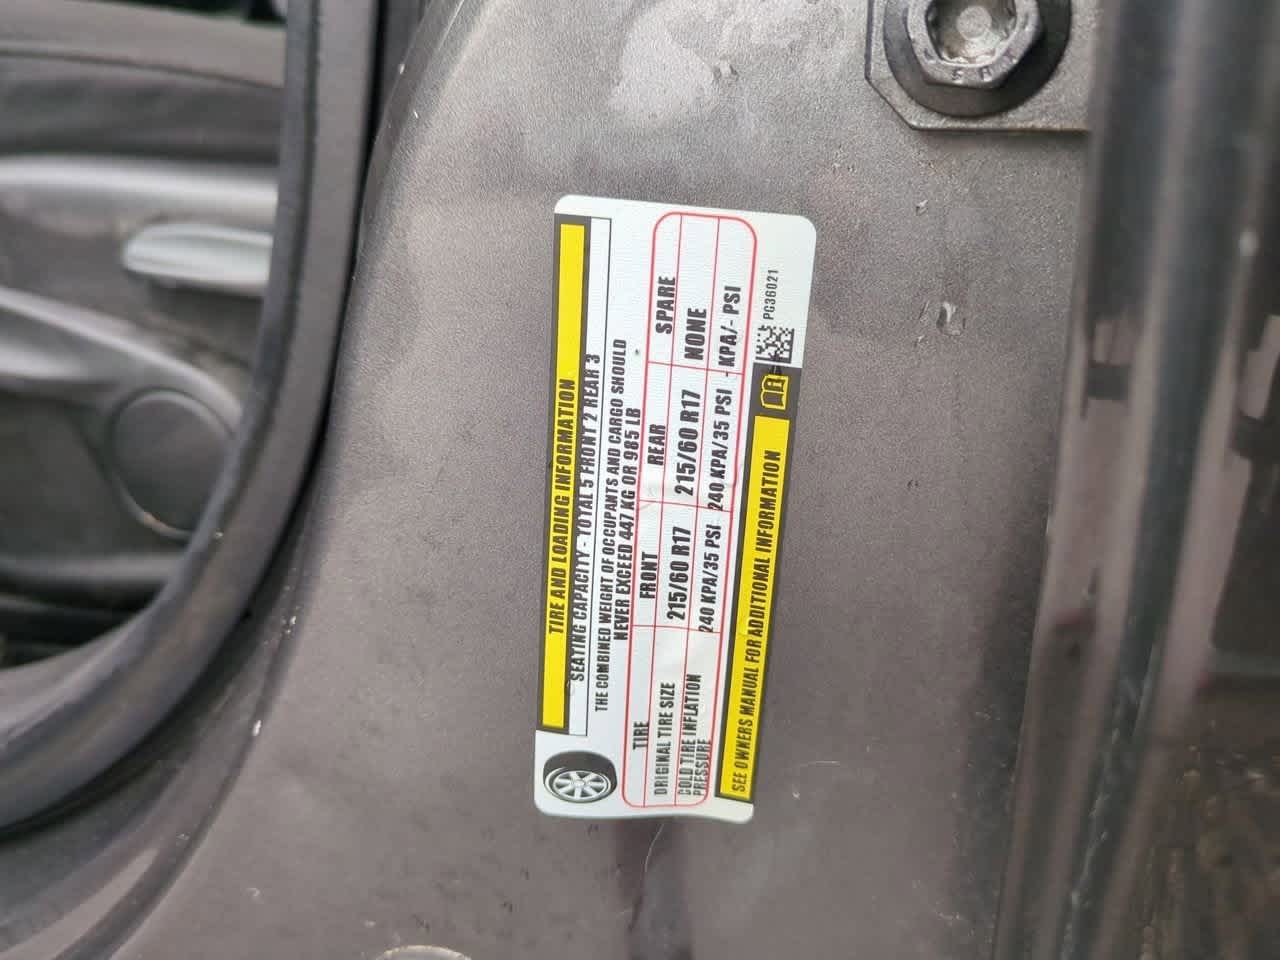 TIRE AND LOADING INFORMATION
SEATING CAPACITY - TOTAL 5 FRONT 2 REAR 3
THE COMBINED WEIGHT OF OCCUPANTS AND CARGO SHOULD
NEVER EXCEED 447 KG OR 985 LB
TIRE FRONT REAR SPARE
ORIGINAL TIRE SIZE 215/60 R17 215/60 R17 NONE
COLD TIRE INFLATION
PRESSURE 240 KPA/35 PSI 240 KPA/35 PSI - KPA/- PSI
SEE OWNERS MANUAL FOR ADDITIONAL INFORMATION
PG36021